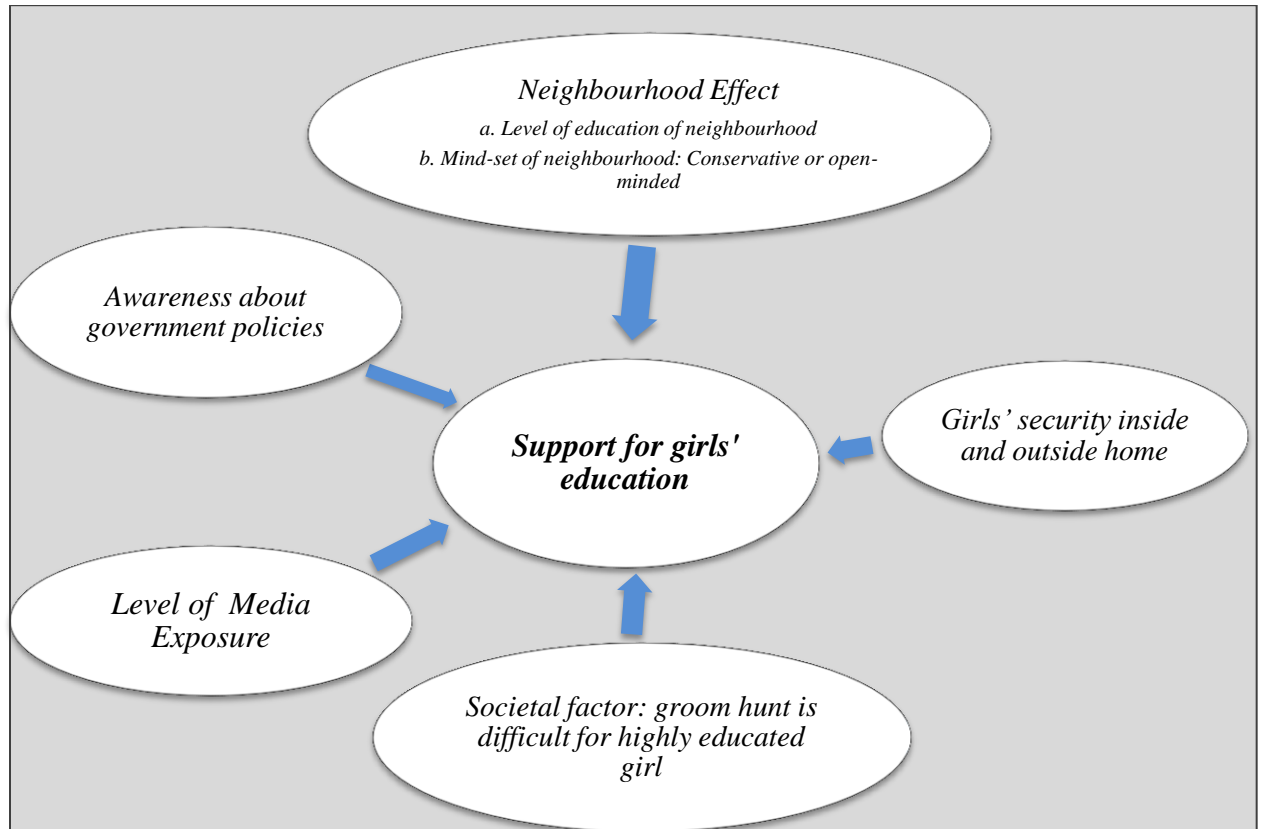 Neighbourhood Effect
a. Level of education of neighbourhood
b. Mind-set of neighbourhood: Conservative or open-
minded
Awareness about
government policies
Support for girls'
education
Girls’ security inside
and outside home
Level of Media
Exposure
Societal factor: groom hunt is
difficult for highly educated
girl